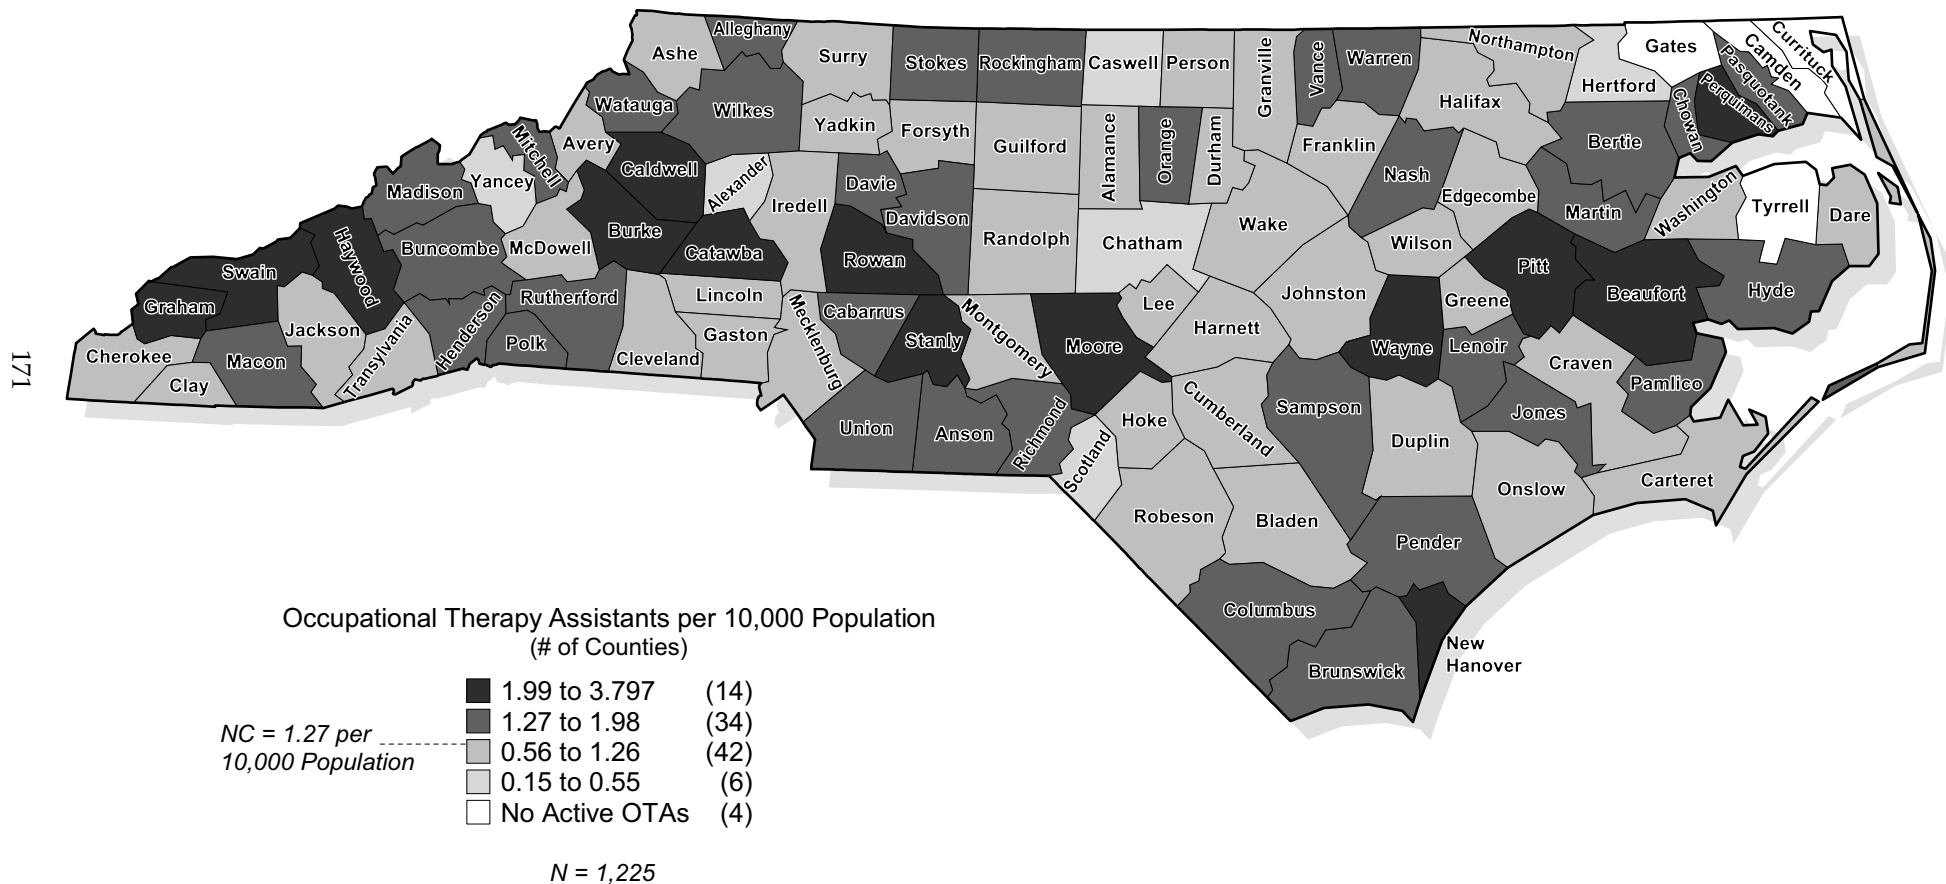 Alleghany
Ashe
Surry
Stokes
Rockingham
Caswell
Person
Granville
Vance
Warren
Northampton
Gates
Currituck
Camden
Pasquotank
Perquimans
Hertford
Halifax
Chowan
Watauga
Wilkes
Yadkin
Forsyth
Guilford
Alamance
Orange
Durham
Franklin
Bertie
Mitchell
Avery
Caldwell
Alexander
Iredell
Davie
Nash
Edgecombe
Martin
Washington
Tyrrell
Dare
Madison
Yancey
Davidson
Randolph
Chatham
Wake
Wilson
Haywood
Buncombe
McDowell
Burke
Catawba
Rowan
Pitt
Beaufort
Hyde
Swain
Graham
Rutherford
Lincoln
Johnston
Greene
Jackson
Henderson
Polk
Cleveland
Gaston
Mecklenburg
Cabarrus
Stanly
Montgomery
Moore
Lee
Harnett
Wayne
Lenoir
Craven
Pamlico
171
Cherokee
Clay
Macon
Transylvania
Union
Anson
Richmond
Scotland
Hoke
Cumberland
Sampson
Duplin
Jones
Onslow
Carteret
Robeson
Bladen
Pender
Columbus
Brunswick
New
Hanover
Occupational Therapy Assistants per 10,000 Population
(# of Counties)
1.99 to 3.797 (14)
1.27 to 1.98 (34)
NC = 1.27 per
10,000 Population
0.56 to 1.26 (42)
0.15 to 0.55 (6)
No Active OTAs (4)
N = 1,225